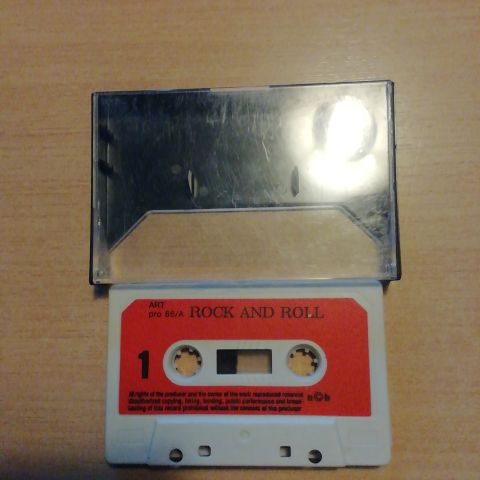 ART
pro 86/A ROCK AND ROLL
1
All rights of the producer and the owner of the work reproduced reserved.
Unauthorized copying, hiring, lending, public performance and broad-
casting of this record prohibited without the consent of the producer